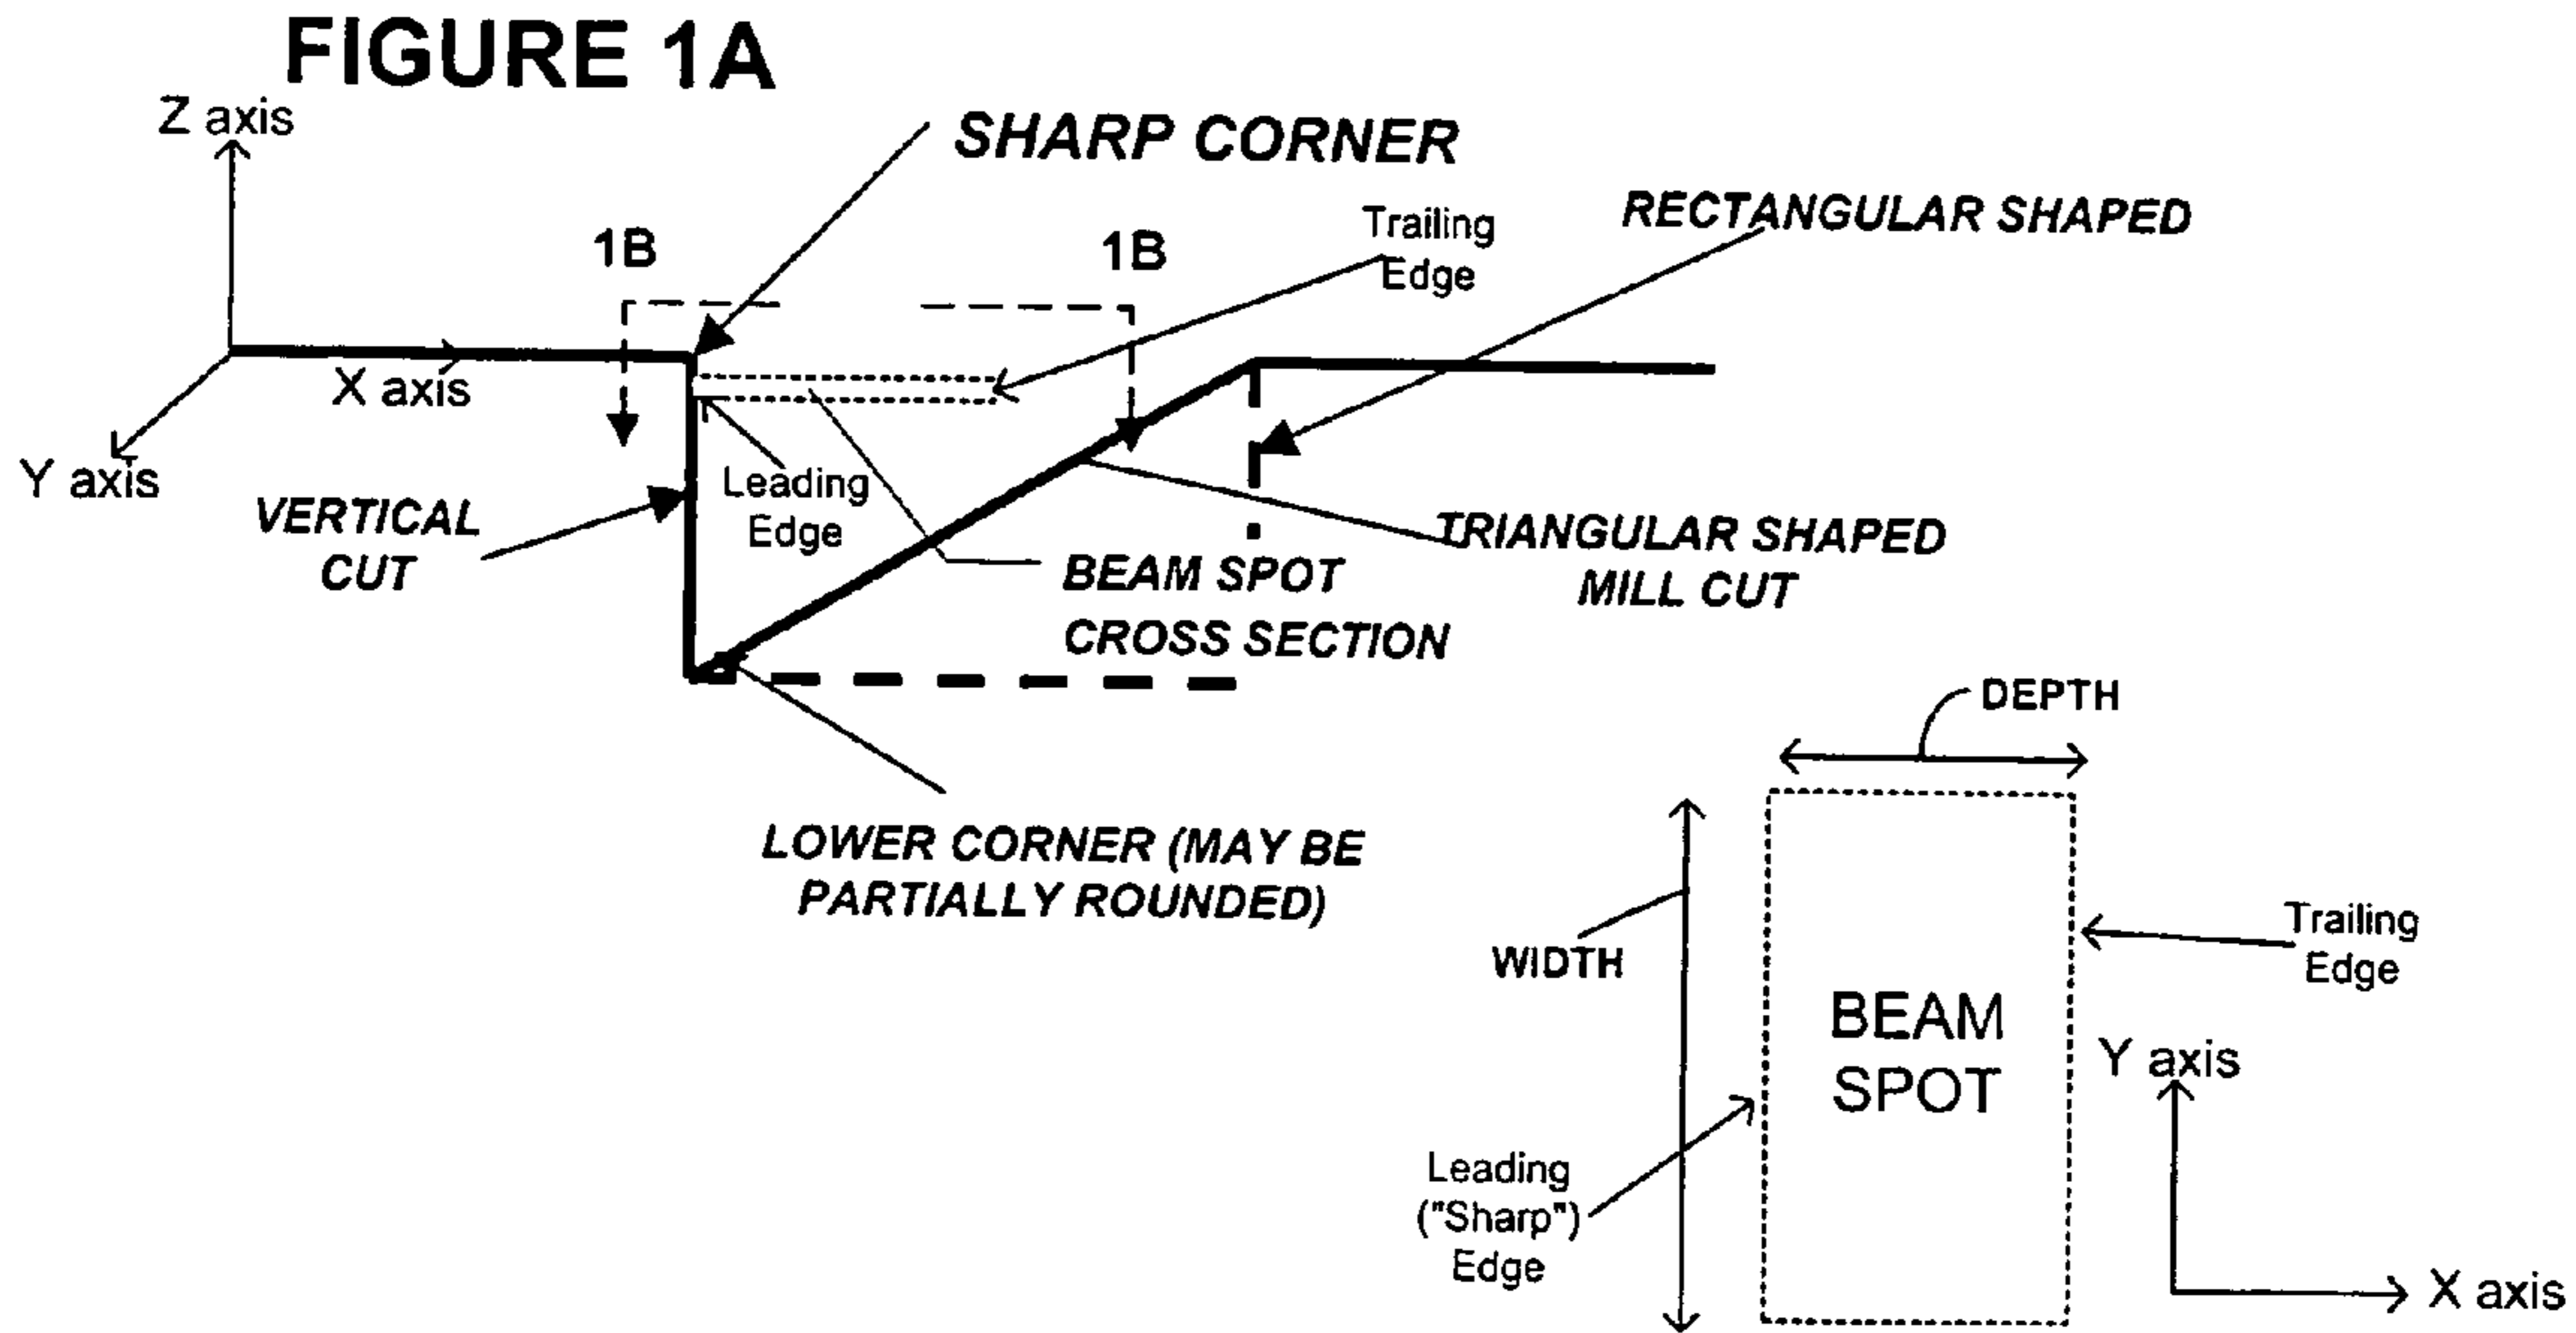 FIGURE 1A
Z axis
SHARP CORNER
Trailing
Edge
RECTANGULAR SHAPED
1B
1B
X axis
Y axis
VERTICAL
CUT
Leading
Edge
TRIANGULAR SHAPED
MILL CUT
BEAM SPOT
CROSS SECTION
LOWER CORNER (MAY BE
PARTIALLY ROUNDED)
DEPTH
WIDTH
Trailing
Edge
BEAM
SPOT
Y axis
Leading
("Sharp")
Edge
X axis